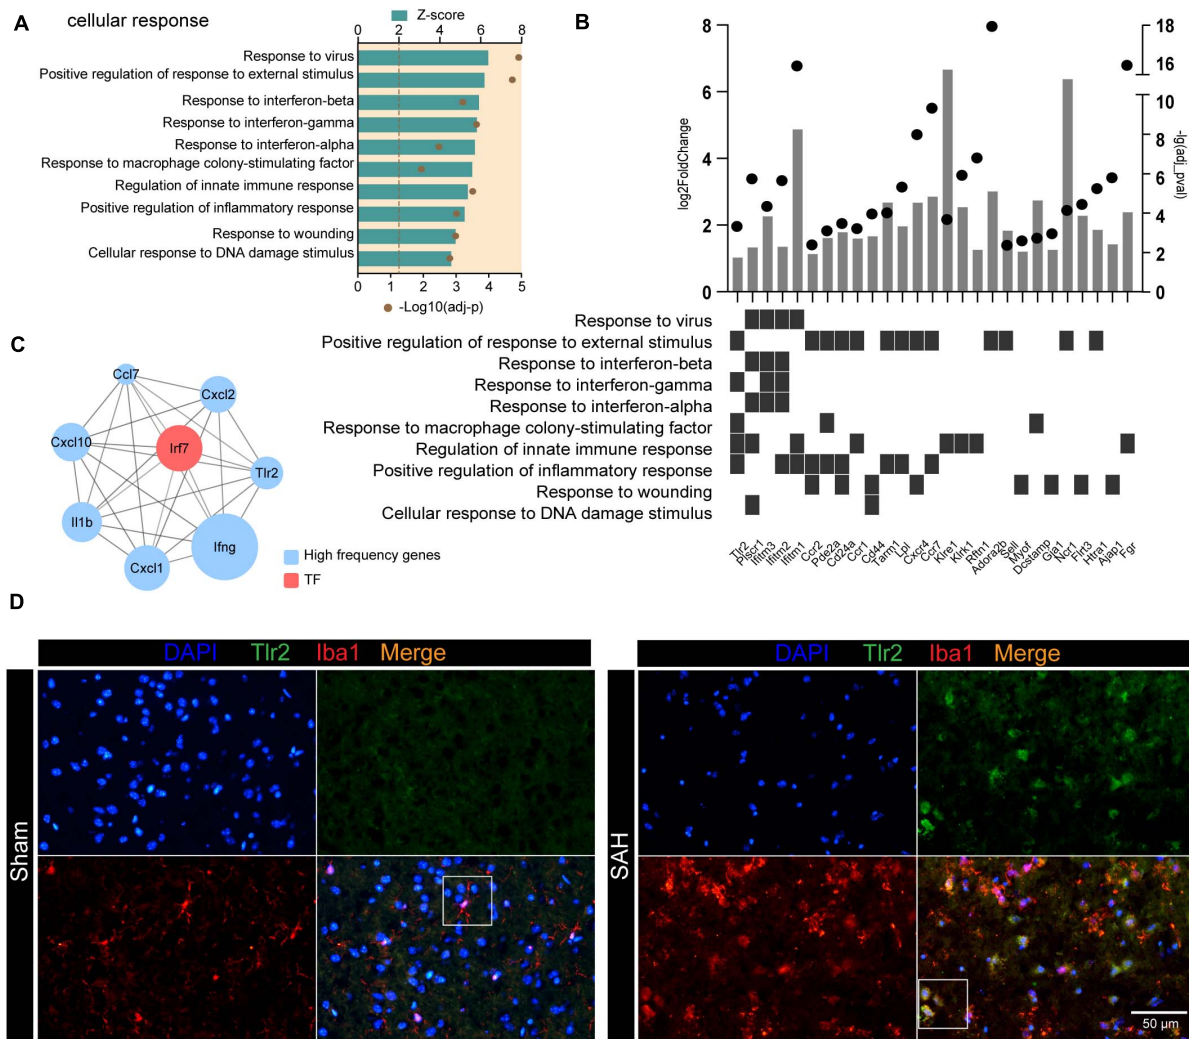 A
cellular response
Z-score
0 2 4 6 8
Response to virus
Positive regulation of response to external stimulus
Response to interferon-beta
Response to interferon-gamma
Response to interferon-alpha
Response to macrophage colony-stimulating factor
Regulation of innate immune response
Positive regulation of inflammatory response
Response to wounding
Cellular response to DNA damage stimulus
0 1 2 3 4 5
-Log10(adj-p)
B
8
6
4
2
0
log2FoldChange
18
16
10
8
6
4
2
0
-lg(adj_pval)
Response to virus
Positive regulation of response to external stimulus
Response to interferon-beta
Response to interferon-gamma
Response to interferon-alpha
Response to macrophage colony-stimulating factor
Regulation of innate immune response
Positive regulation of inflammatory response
Response to wounding
Cellular response to DNA damage stimulus
Tlr2
Plscr1
Ifitm3
Ifitm2
Ifitm1
Ccr2
Pde2a
Cd24a
Ccr1
Cd44
Tarm1
Lpl
Cxcr4
Ccr7
Klre1
Klrk1
Rftn1
Adora2b
Sell
Myof
Dcstamp
Gja1
Ncr1
Flrt3
Htra1
Ajap1
Fgr
C
Ccl7
Cxcl2
Cxcl10
Irf7
Tlr2
Il1b
Ifng
Cxcl1
High frequency genes
TF
D
DAPI Tlr2 Iba1 Merge
Sham
DAPI Tlr2 Iba1 Merge
SAH
50 μm